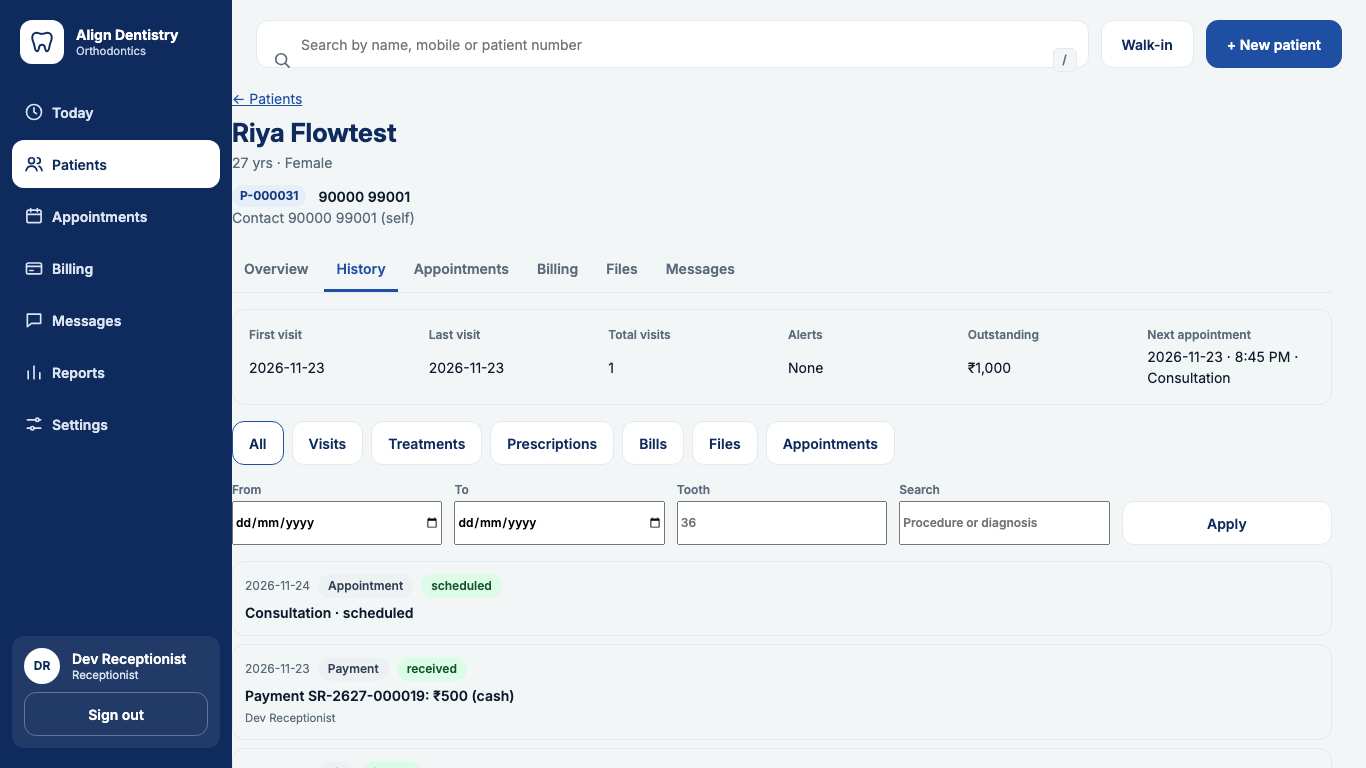 Align Dentistry
Orthodontics
Today
Patients
Appointments
Billing
Messages
Reports
Settings
DR
Dev Receptionist
Receptionist
Sign out
Search by name, mobile or patient number
/
Walk-in
+ New patient
← Patients
Riya Flowtest
27 yrs · Female
P-000031 90000 99001
Contact 90000 99001 (self)
Overview History Appointments Billing Files Messages
First visit Last visit Total visits Alerts Outstanding Next appointment
2026-11-23 2026-11-23 1 None ₹1,000 2026-11-23 · 8:45 PM ·
Consultation
All Visits Treatments Prescriptions Bills Files Appointments
From To Tooth Search
dd/mm/yyyy dd/mm/yyyy 36 Procedure or diagnosis Apply
2026-11-24 Appointment scheduled
Consultation · scheduled
2026-11-23 Payment received
Payment SR-2627-000019: ₹500 (cash)
Dev Receptionist